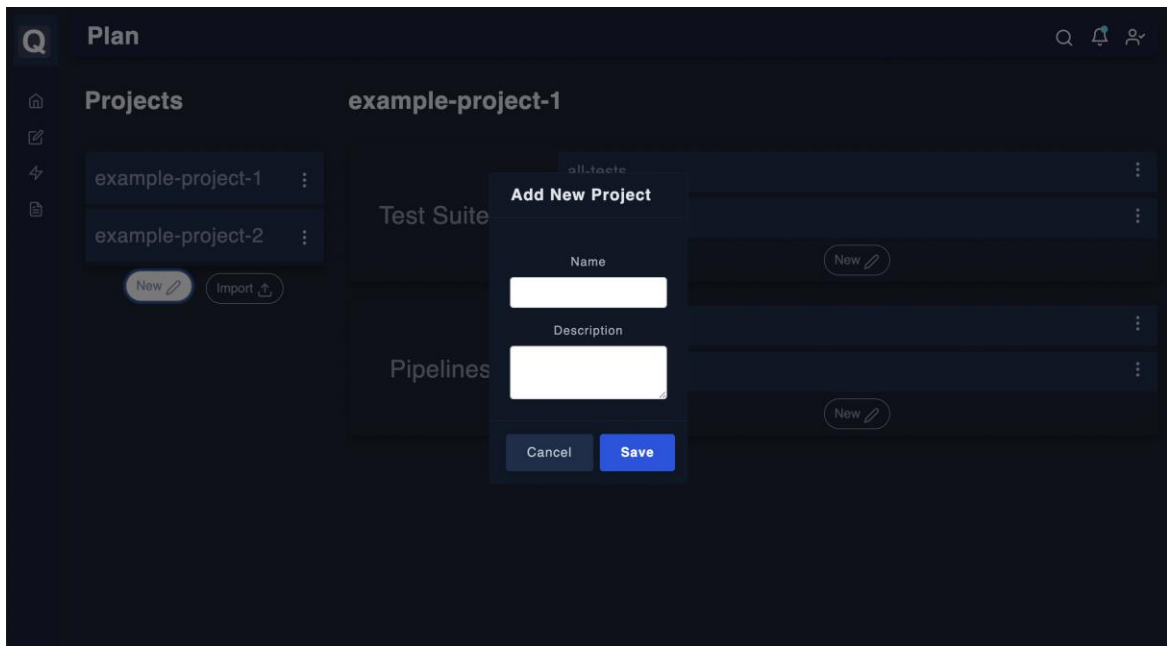 Q
Plan
Projects
example-project-1
example-project-1
example-project-2
New
Import
Test Suite
all-tests
New
Pipelines
New
Add New Project
Name
Description
Cancel
Save